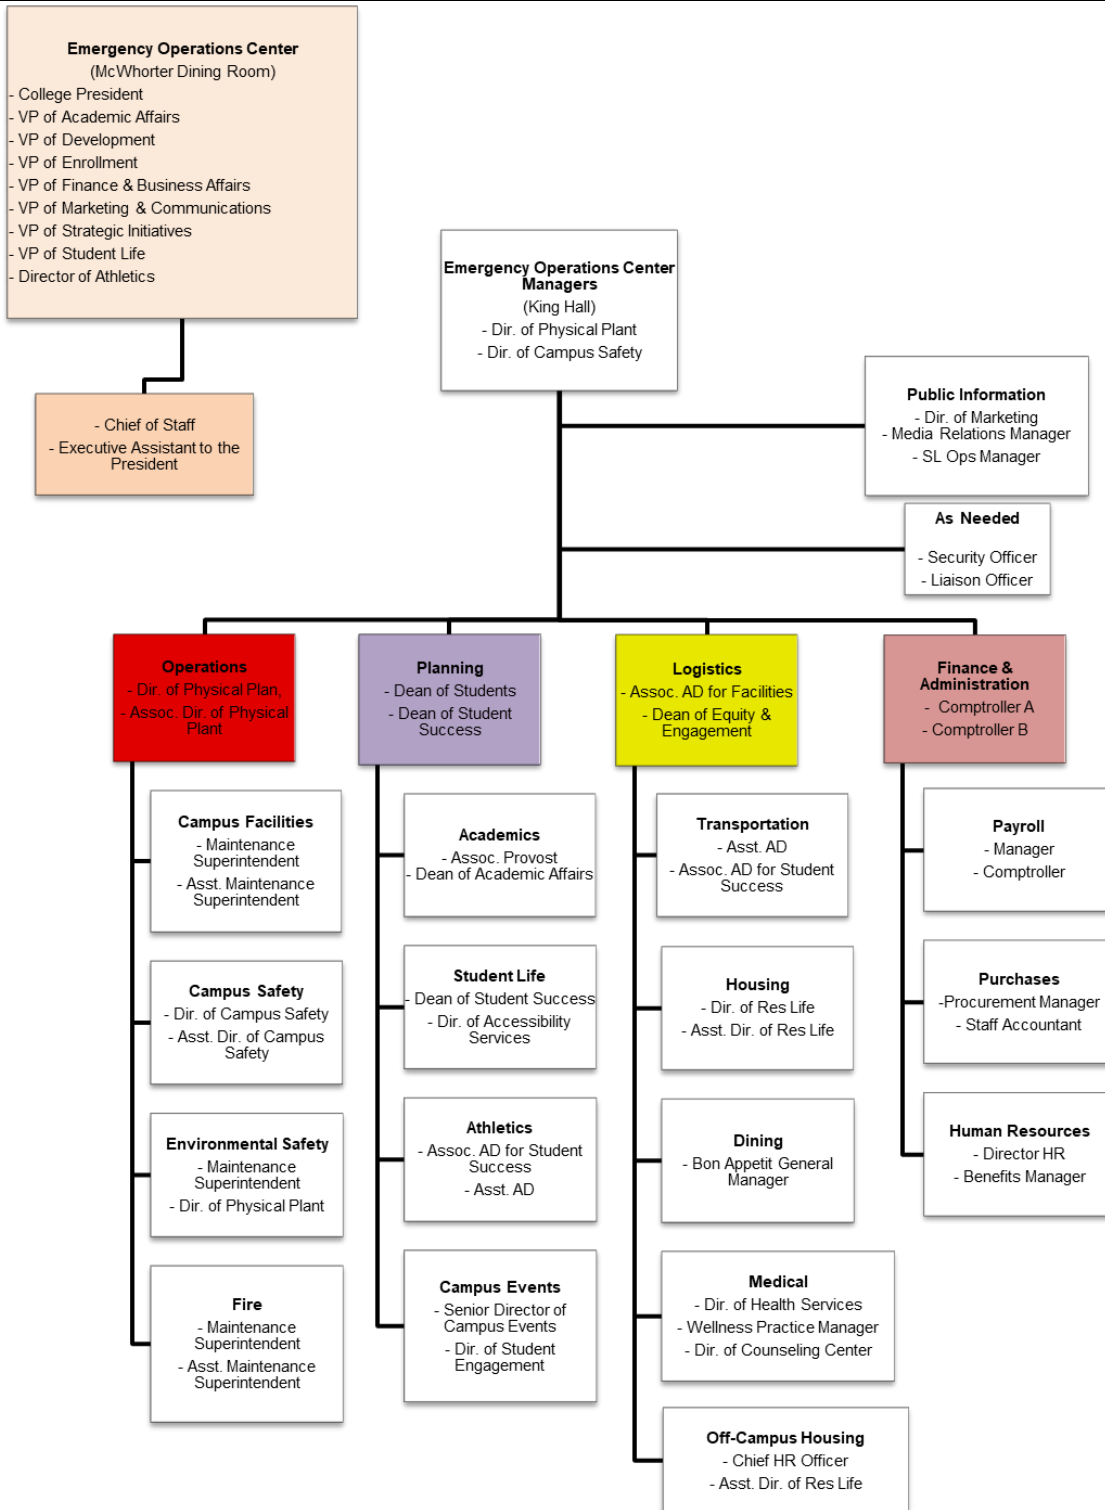 Emergency Operations Center
(McWhorter Dining Room)
- College President
- VP of Academic Affairs
- VP of Development
- VP of Enrollment
- VP of Finance & Business Affairs
- VP of Marketing & Communications
- VP of Strategic Initiatives
- VP of Student Life
- Director of Athletics
- Chief of Staff
- Executive Assistant to the
President
Emergency Operations Center
Managers
(King Hall)
- Dir. of Physical Plant
- Dir. of Campus Safety
Public Information
- Dir. of Marketing
- Media Relations Manager
- SL Ops Manager
As Needed
- Security Officer
- Liaison Officer
Operations
- Dir. of Physical Plan,
- Assoc. Dir. of Physical
Plant
Campus Facilities
- Maintenance
Superintendent
- Asst. Maintenance
Superintendent
Campus Safety
- Dir. of Campus Safety
- Asst. Dir. of Campus
Safety
Environmental Safety
- Maintenance
Superintendent
- Dir. of Physical Plant
Fire
- Maintenance
Superintendent
- Asst. Maintenance
Superintendent
Planning
- Dean of Students
- Dean of Student
Success
Academics
- Assoc. Provost
- Dean of Academic Affairs
Student Life
- Dean of Student Success
- Dir. of Accessibility
Services
Athletics
- Assoc. AD for Student
Success
- Asst. AD
Campus Events
- Senior Director of
Campus Events
- Dir. of Student
Engagement
Logistics
- Assoc. AD for Facilities
- Dean of Equity &
Engagement
Transportation
- Asst. AD
- Assoc. AD for Student
Success
Housing
- Dir. of Res Life
- Asst. Dir. of Res Life
Dining
- Bon Appetit General
Manager
Medical
- Dir. of Health Services
- Wellness Practice Manager
- Dir. of Counseling Center
Off-Campus Housing
- Chief HR Officer
- Asst. Dir. of Res Life
Finance &
Administration
- Comptroller A
- Comptroller B
Payroll
- Manager
- Comptroller
Purchases
-Procurement Manager
- Staff Accountant
Human Resources
- Director HR
- Benefits Manager